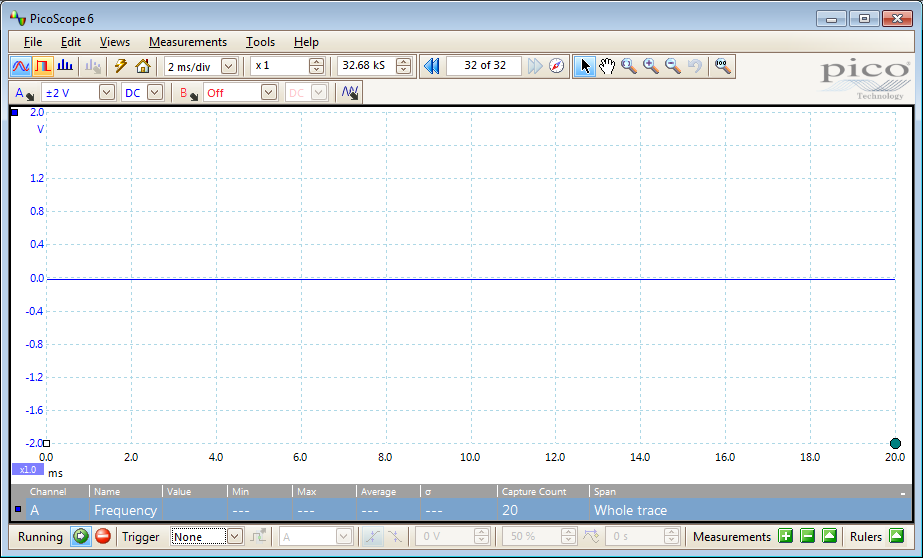 PicoScope 6
File Edit Views Measurements Tools Help
2 ms/div x 1 32.68 kS 32 of 32 100%
pico
Technology
A ±2 V DC B Off DC
2.0
V
1.2
0.8
0.4
0.0
-0.4
-0.8
-1.2
-1.6
-2.0
0.0 2.0 4.0 6.0 8.0 10.0 12.0 14.0 16.0 18.0 20.0
x1.0 ms
Channel Name Value Min Max Average σ Capture Count Span
A Frequency --- --- --- --- 20 Whole trace
Running Trigger None A 0 V 50 % 0 s Measurements Rulers